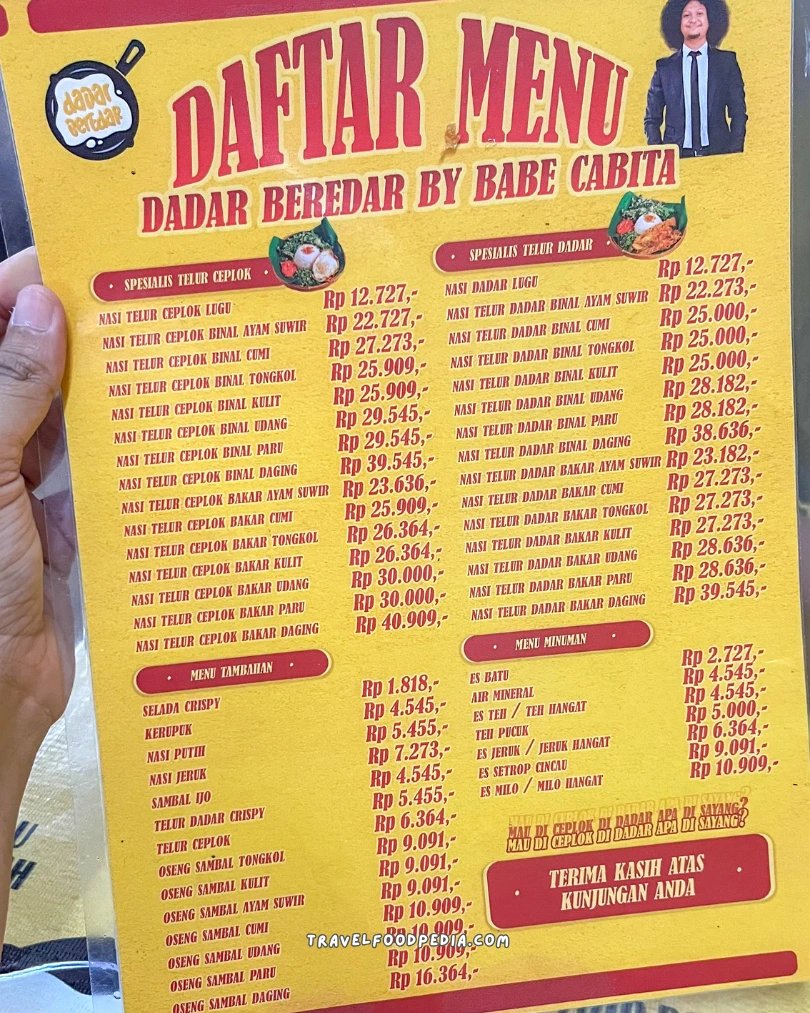 dadar beredar
DAFTAR MENU
DADAR BEREDAR BY BABE CABITA
SPESIALIS TELUR CEPLOK
NASI TELUR CEPLOK LUGU Rp 12.727,-
NASI TELUR CEPLOK BINAL AYAM SUWIR Rp 22.727,-
NASI TELUR CEPLOK BINAL CUMI Rp 27.273,-
NASI TELUR CEPLOK BINAL TONGKOL Rp 25.909,-
NASI TELUR CEPLOK BINAL KULIT Rp 25.909,-
NASI TELUR CEPLOK BINAL UDANG Rp 29.545,-
NASI TELUR CEPLOK BINAL PARU Rp 29.545,-
NASI TELUR CEPLOK BINAL DAGING Rp 39.545,-
NASI TELUR CEPLOK BAKAR AYAM SUWIR Rp 23.636,-
NASI TELUR CEPLOK BAKAR CUMI Rp 25.909,-
NASI TELUR CEPLOK BAKAR TONGKOL Rp 26.364,-
NASI TELUR CEPLOK BAKAR KULIT Rp 26.364,-
NASI TELUR CEPLOK BAKAR UDANG Rp 30.000,-
NASI TELUR CEPLOK BAKAR PARU Rp 30.000,-
NASI TELUR CEPLOK BAKAR DAGING Rp 40.909,-
MENU TAMBAHAN
SELADA CRISPY Rp 1.818,-
KERUPUK Rp 4.545,-
NASI PUTIH Rp 5.455,-
NASI JERUK Rp 7.273,-
SAMBAL IJO Rp 4.545,-
TELUR DADAR CRISPY Rp 5.455,-
TELUR CEPLOK Rp 6.364,-
OSENG SAMBAL TONGKOL Rp 9.091,-
OSENG SAMBAL KULIT Rp 9.091,-
OSENG SAMBAL AYAM SUWIR Rp 9.091,-
OSENG SAMBAL CUMI Rp 10.909,-
OSENG SAMBAL UDANG Rp 10.909,-
OSENG SAMBAL PARU Rp 10.909,-
OSENG SAMBAL DAGING Rp 16.364,-
SPESIALIS TELUR DADAR
NASI DADAR LUGU Rp 12.727,-
NASI TELUR DADAR BINAL AYAM SUWIR Rp 22.273,-
NASI TELUR DADAR BINAL CUMI Rp 25.000,-
NASI TELUR DADAR BINAL TONGKOL Rp 25.000,-
NASI TELUR DADAR BINAL KULIT Rp 25.000,-
NASI TELUR DADAR BINAL UDANG Rp 28.182,-
NASI TELUR DADAR BINAL PARU Rp 28.182,-
NASI TELUR DADAR BINAL DAGING Rp 38.636,-
NASI TELUR DADAR BAKAR AYAM SUWIR Rp 23.182,-
NASI TELUR DADAR BAKAR CUMI Rp 27.273,-
NASI TELUR DADAR BAKAR TONGKOL Rp 27.273,-
NASI TELUR DADAR BAKAR KULIT Rp 27.273,-
NASI TELUR DADAR BAKAR UDANG Rp 28.636,-
NASI TELUR DADAR BAKAR PARU Rp 28.636,-
NASI TELUR DADAR BAKAR DAGING Rp 39.545,-
MENU MINUMAN
ES BATU Rp 2.727,-
AIR MINERAL Rp 4.545,-
ES TEH / TEH HANGAT Rp 4.545,-
TEH PUCUK Rp 5.000,-
ES JERUK / JERUK HANGAT Rp 6.364,-
ES SETROP CINCAU Rp 9.091,-
ES MILO / MILO HANGAT Rp 10.909,-
MAU DI CEPLOK DI DADAR APA DI SAYANG?
MAU DI CEPLOK DI DADAR APA DI SAYANG?
TERIMA KASIH ATAS
KUNJUNGAN ANDA
TRAVELFOODPEDIA.COM